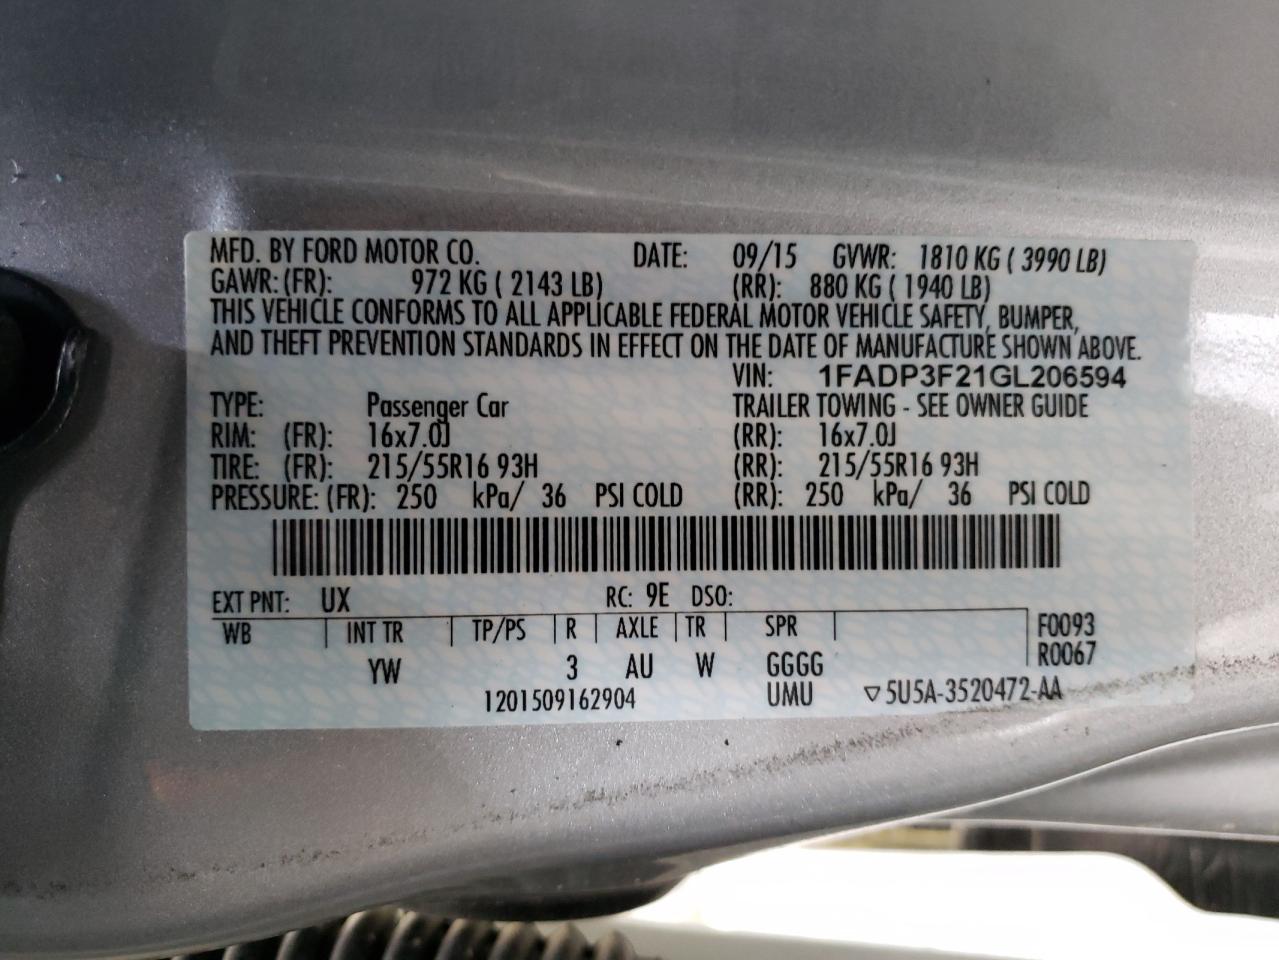 MFD. BY FORD MOTOR CO. DATE: 09/15 GVWR: 1810 KG ( 3990 LB)
GAWR: (FR): 972 KG ( 2143 LB) (RR): 880 KG ( 1940 LB)
THIS VEHICLE CONFORMS TO ALL APPLICABLE FEDERAL MOTOR VEHICLE SAFETY, BUMPER,
AND THEFT PREVENTION STANDARDS IN EFFECT ON THE DATE OF MANUFACTURE SHOWN ABOVE.
VIN: 1FADP3F21GL206594
TYPE: Passenger Car TRAILER TOWING - SEE OWNER GUIDE
RIM: (FR): 16x7.0J (RR): 16x7.0J
TIRE: (FR): 215/55R16 93H (RR): 215/55R16 93H
PRESSURE: (FR): 250 kPa/ 36 PSI COLD (RR): 250 kPa/ 36 PSI COLD
EXT PNT: UX RC: 9E DSO:
WB INT TR TP/PS R AXLE TR SPR F0093
YW 3 AU W GGGG R0067
1201509162904 UMU ▽5U5A-3520472-AA